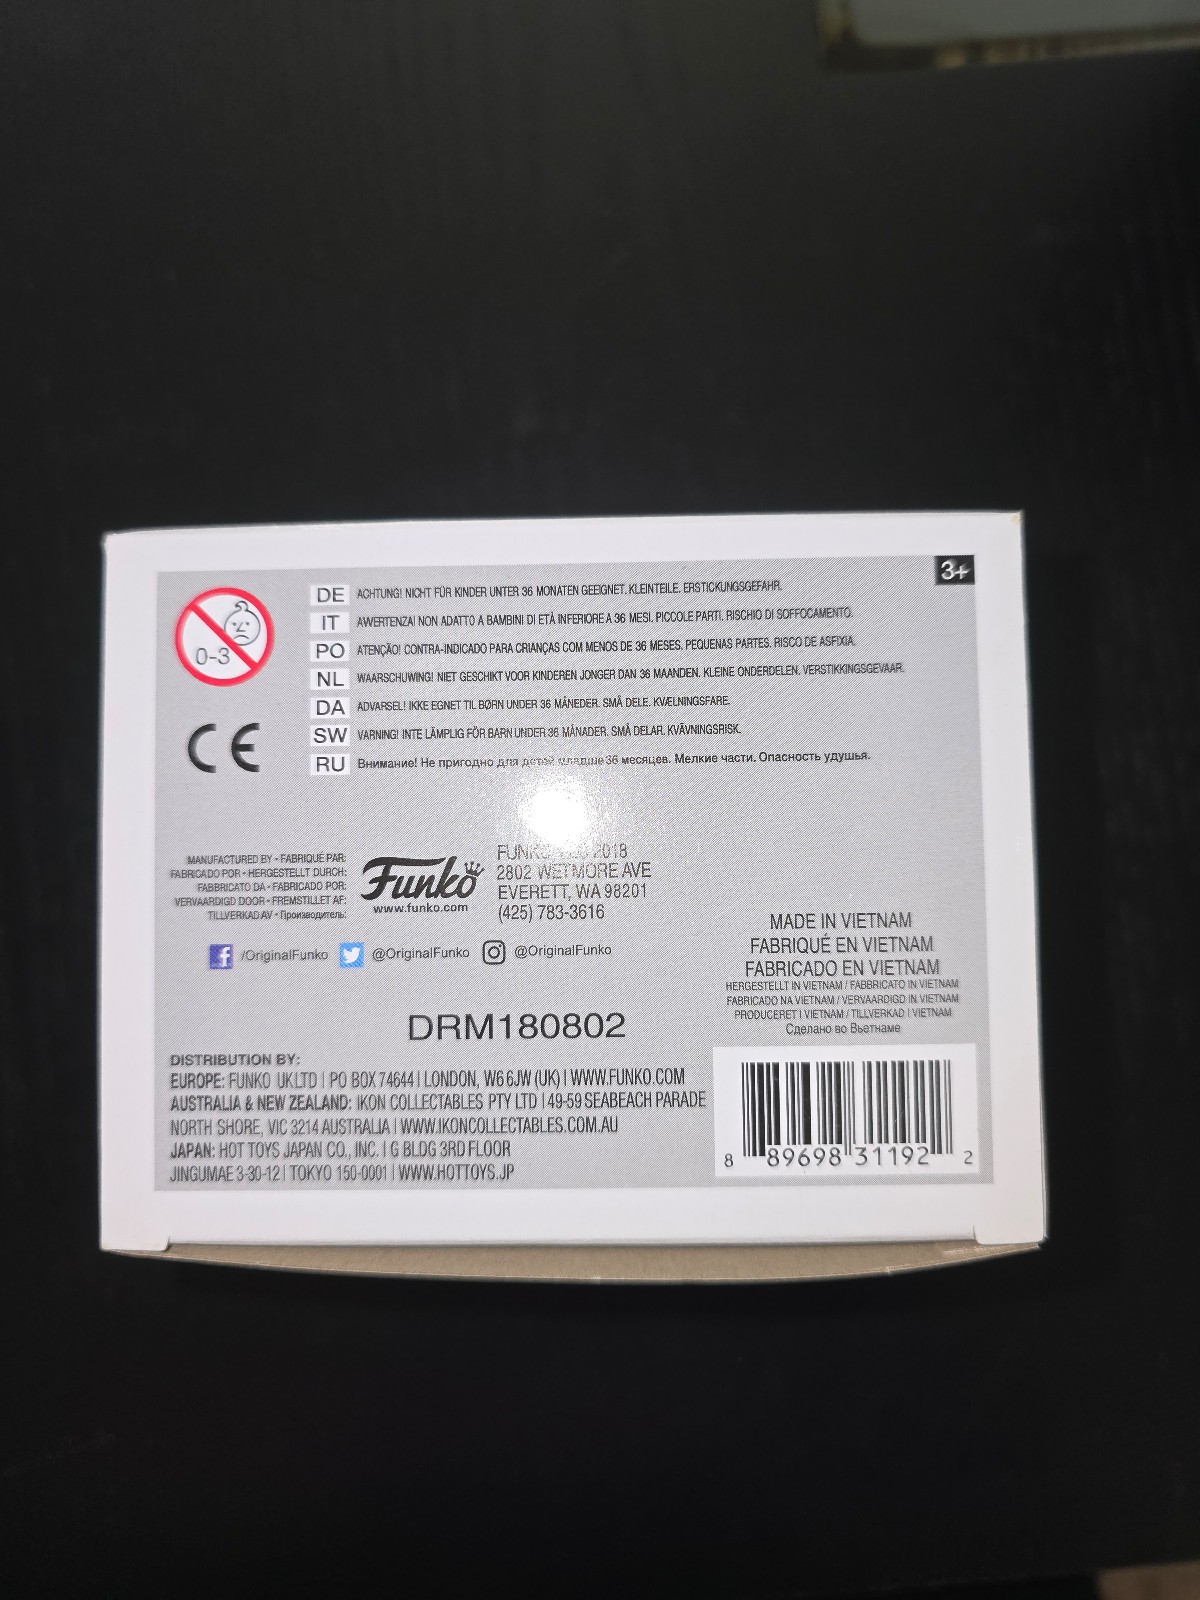 3+
0-3
DE ACHTUNG! NICHT FÜR KINDER UNTER 36 MONATEN GEEIGNET. KLEINTEILE. ERSTICKUNGSGEFAHR.
IT AWERTENZA! NON ADATTO A BAMBINI DI ETÀ INFERIORE A 36 MESI. PICCOLE PARTI. RISCHIO DI SOFFOCAMENTO.
PO ATENÇÃO! CONTRA-INDICADO PARA CRIANÇAS COM MENOS DE 36 MESES. PEQUENAS PARTES. RISCO DE ASFIXIA.
NL WAARSCHUWING! NIET GESCHIKT VOOR KINDEREN JONGER DAN 36 MAANDEN. KLEINE ONDERDELEN. VERSTIKKINGSGEVAAR.
DA ADVARSEL! IKKE EGNET TIL BØRN UNDER 36 MÅNEDER. SMÅ DELE. KVÆLNINGSFARE.
SW VARNING! INTE LÄMPLIG FÖR BARN UNDER 36 MÅNADER. SMÅ DELAR. KVÄVNINGSRISK.
RU Внимание! Не пригодно для детей младше 36 месяцев. Мелкие части. Опасность удушья.
CE
MANUFACTURED BY • FABRIQUÉ PAR:
FABRICADO POR • HERGESTELLT DURCH:
FABBRICATO DA • FABRICADO POR:
VERVAARDIGD DOOR • FREMSTILLET AF:
TILLVERKAD AV • Производитель:
Funko
www.funko.com
2018
2802 WETMORE AVE
EVERETT, WA 98201
(425) 783-3616
/OriginalFunko @OriginalFunko @OriginalFunko
MADE IN VIETNAM
FABRIQUÉ EN VIETNAM
FABRICADO EN VIETNAM
HERGESTELLT IN VIETNAM / FABBRICATO IN VIETNAM
FABRICADO NA VIETNAM / VERVAARDIGD IN VIETNAM
PRODUCERET I VIETNAM / TILLVERKAD I VIETNAM
Сделано во Вьетнаме
DRM180802
DISTRIBUTION BY:
EUROPE: FUNKO UK LTD | PO BOX 74644 | LONDON, W6 6JW (UK) | WWW.FUNKO.COM
AUSTRALIA & NEW ZEALAND: IKON COLLECTABLES PTY LTD | 49-59 SEABEACH PARADE
NORTH SHORE, VIC 3214 AUSTRALIA | WWW.IKONCOLLECTABLES.COM.AU
JAPAN: HOT TOYS JAPAN CO., INC. | G BLDG 3RD FLOOR
JINGUMAE 3-30-12 | TOKYO 150-0001 | WWW.HOTTOYS.JP
8 89698 31192 2